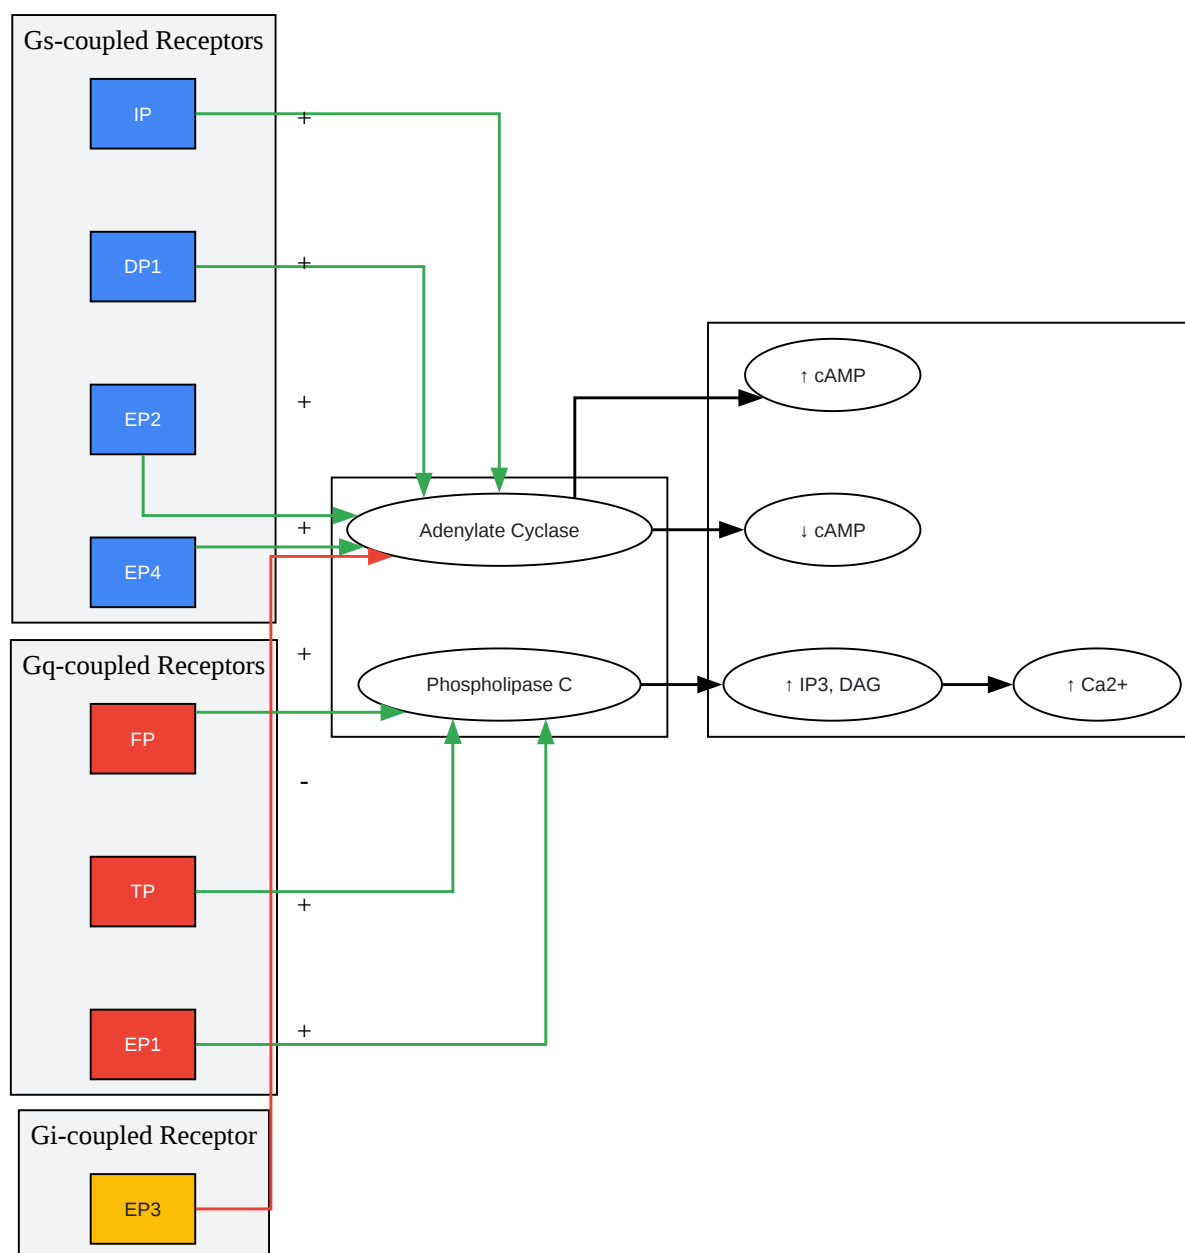 Gs-coupled Receptors
IP
+
DP1
+
EP2
+
EP4
+
Gq-coupled Receptors
+
FP
-
TP
+
EP1
+
Gi-coupled Receptor
EP3
Adenylate Cyclase
Phospholipase C
↑ cAMP
↓ cAMP
↑ IP3, DAG
↑ Ca2+